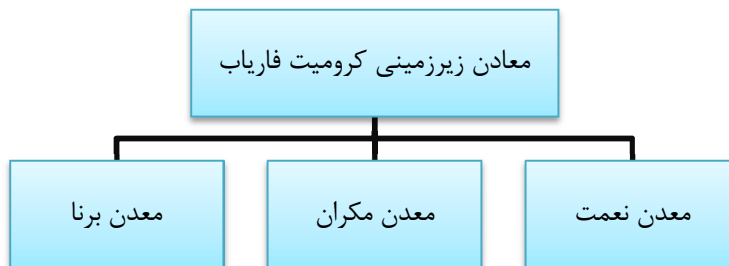 معادن زیرزمینی کرومیت فاریاب
معدن نعمت
معدن مکران
معدن برنا